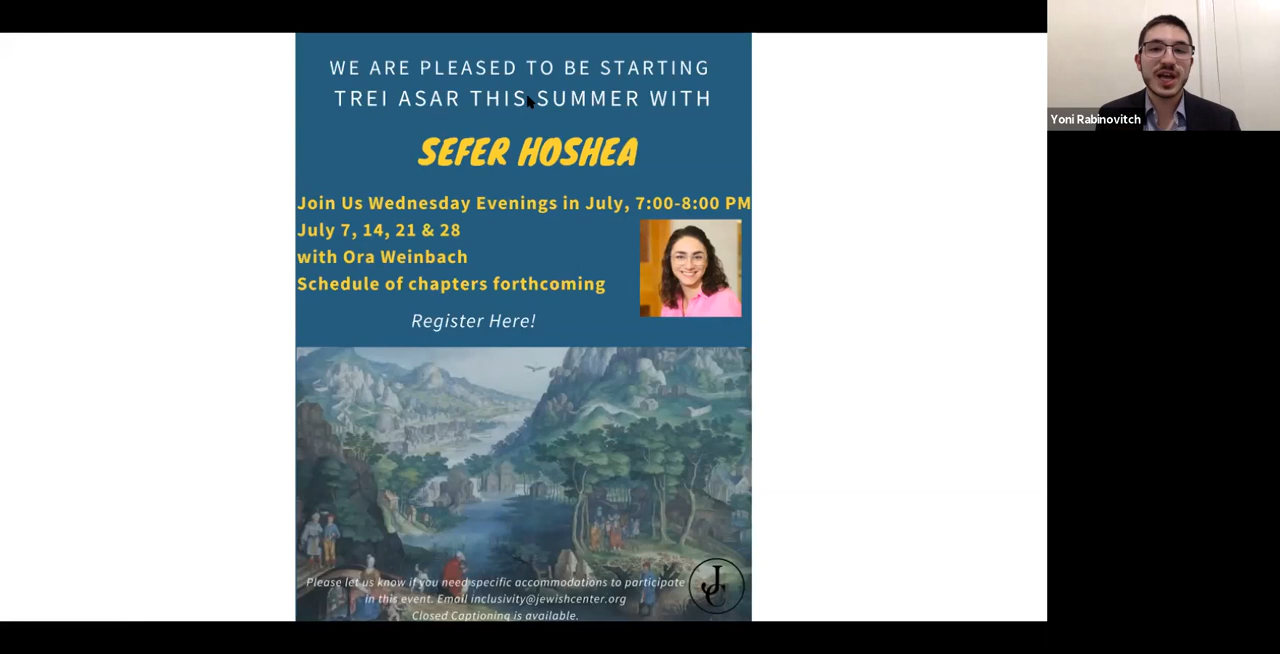 WE ARE PLEASED TO BE STARTING
TREI ASAR THIS SUMMER WITH
SEFER HOSHEA
Join Us Wednesday Evenings in July, 7:00-8:00 PM
July 7, 14, 21 & 28
with Ora Weinbach
Schedule of chapters forthcoming
Register Here!
Please let us know if you need specific accommodations to participate
in this event. Email inclusivity@jewishcenter.org
Closed Captioning is available.
JC
Yoni Rabinovitch